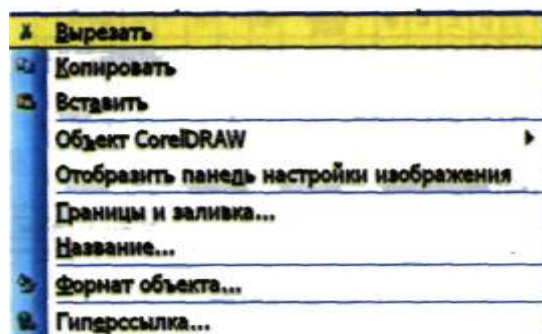 Вырезать
Копировать
Вставить
Объект CorelDRAW
Отобразить панель настройки изображения
Границы и заливка...
Название...
Формат объекта...
Гиперссылка...